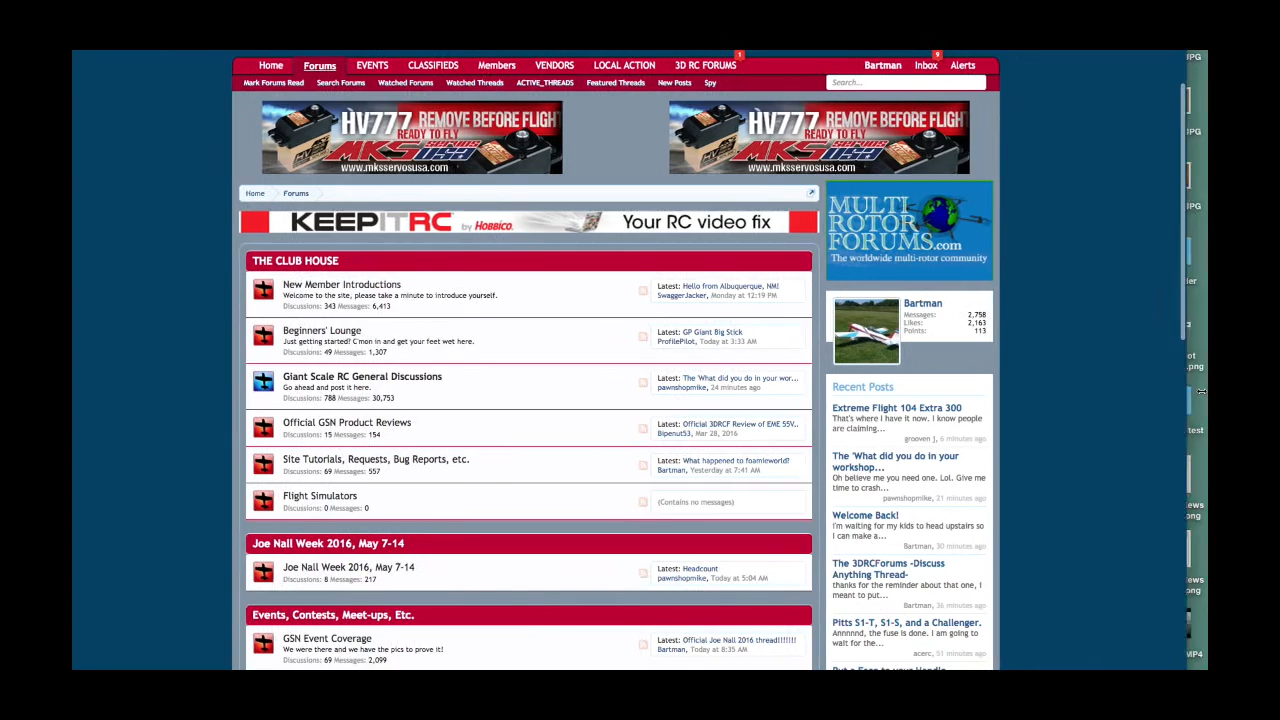 Home Forums EVENTS CLASSIFIEDS Members VENDORS LOCAL ACTION 3D RC FORUMS 1 Bartman Inbox 9 Alerts
Mark Forums Read Search Forums Watched Forums Watched Threads ACTIVE_THREADS Featured Threads New Posts Spy Search...
HV777 REMOVE BEFORE FLIGHT
READY TO FLY
MKS SERVOS USA
www.mksservosusa.com
HV777 REMOVE BEFORE FLIGHT
READY TO FLY
MKS SERVOS USA
www.mksservosusa.com
Home Forums
KEEPITRC by Hobbico. Your RC video fix
THE CLUB HOUSE
New Member Introductions
Welcome to the site, please take a minute to introduce yourself.
Discussions: 343 Messages: 6,413
Latest: Hello from Albuquerque, NM!
SwaggerJacker, Monday at 12:19 PM
Beginners' Lounge
Just getting started? C'mon in and get your feet wet here.
Discussions: 49 Messages: 1,307
Latest: GP Giant Big Stick
ProfilePilot, Today at 3:33 AM
Giant Scale RC General Discussions
Go ahead and post it here.
Discussions: 788 Messages: 30,753
Latest: The 'What did you do in your wor...
pawnshopmike, 24 minutes ago
Official GSN Product Reviews
Discussions: 15 Messages: 154
Latest: Official 3DRCF Review of EME 55V..
Bipenut53, Mar 28, 2016
Site Tutorials, Requests, Bug Reports, etc.
Discussions: 69 Messages: 557
Latest: What happened to foamieworld?
Bartman, Yesterday at 7:41 AM
Flight Simulators
Discussions: 0 Messages: 0
(Contains no messages)
Joe Nall Week 2016, May 7-14
Joe Nall Week 2016, May 7-14
Discussions: 8 Messages: 217
Latest: Headcount
pawnshopmike, Today at 5:04 AM
Events, Contests, Meet-ups, Etc.
GSN Event Coverage
We were there and we have the pics to prove it!
Discussions: 69 Messages: 2,099
Latest: Official Joe Nall 2016 thread!!!!!!!
Bartman, Today at 8:35 AM
MULTI
ROTOR
FORUMS.com
The worldwide multi-rotor community
Bartman
Messages: 2,758
Likes: 2,163
Points: 113
Recent Posts
Extreme Flight 104 Extra 300
That's where I have it now. I know people
are claiming...
grooven j, 6 minutes ago
The 'What did you do in your
workshop...
Oh believe me you need one. Lol. Give me
time to crash...
pawnshopmike, 21 minutes ago
Welcome Back!
I'm waiting for my kids to head upstairs so
I can make a...
Bartman, 30 minutes ago
The 3DRCForums -Discuss
Anything Thread-
thanks for the reminder about that one, I
meant to put...
Bartman, 36 minutes ago
Pitts S1-T, S1-S, and a Challenger.
Annnnnd, the fuse is done. I am going to
wait for the...
acerc, 51 minutes ago